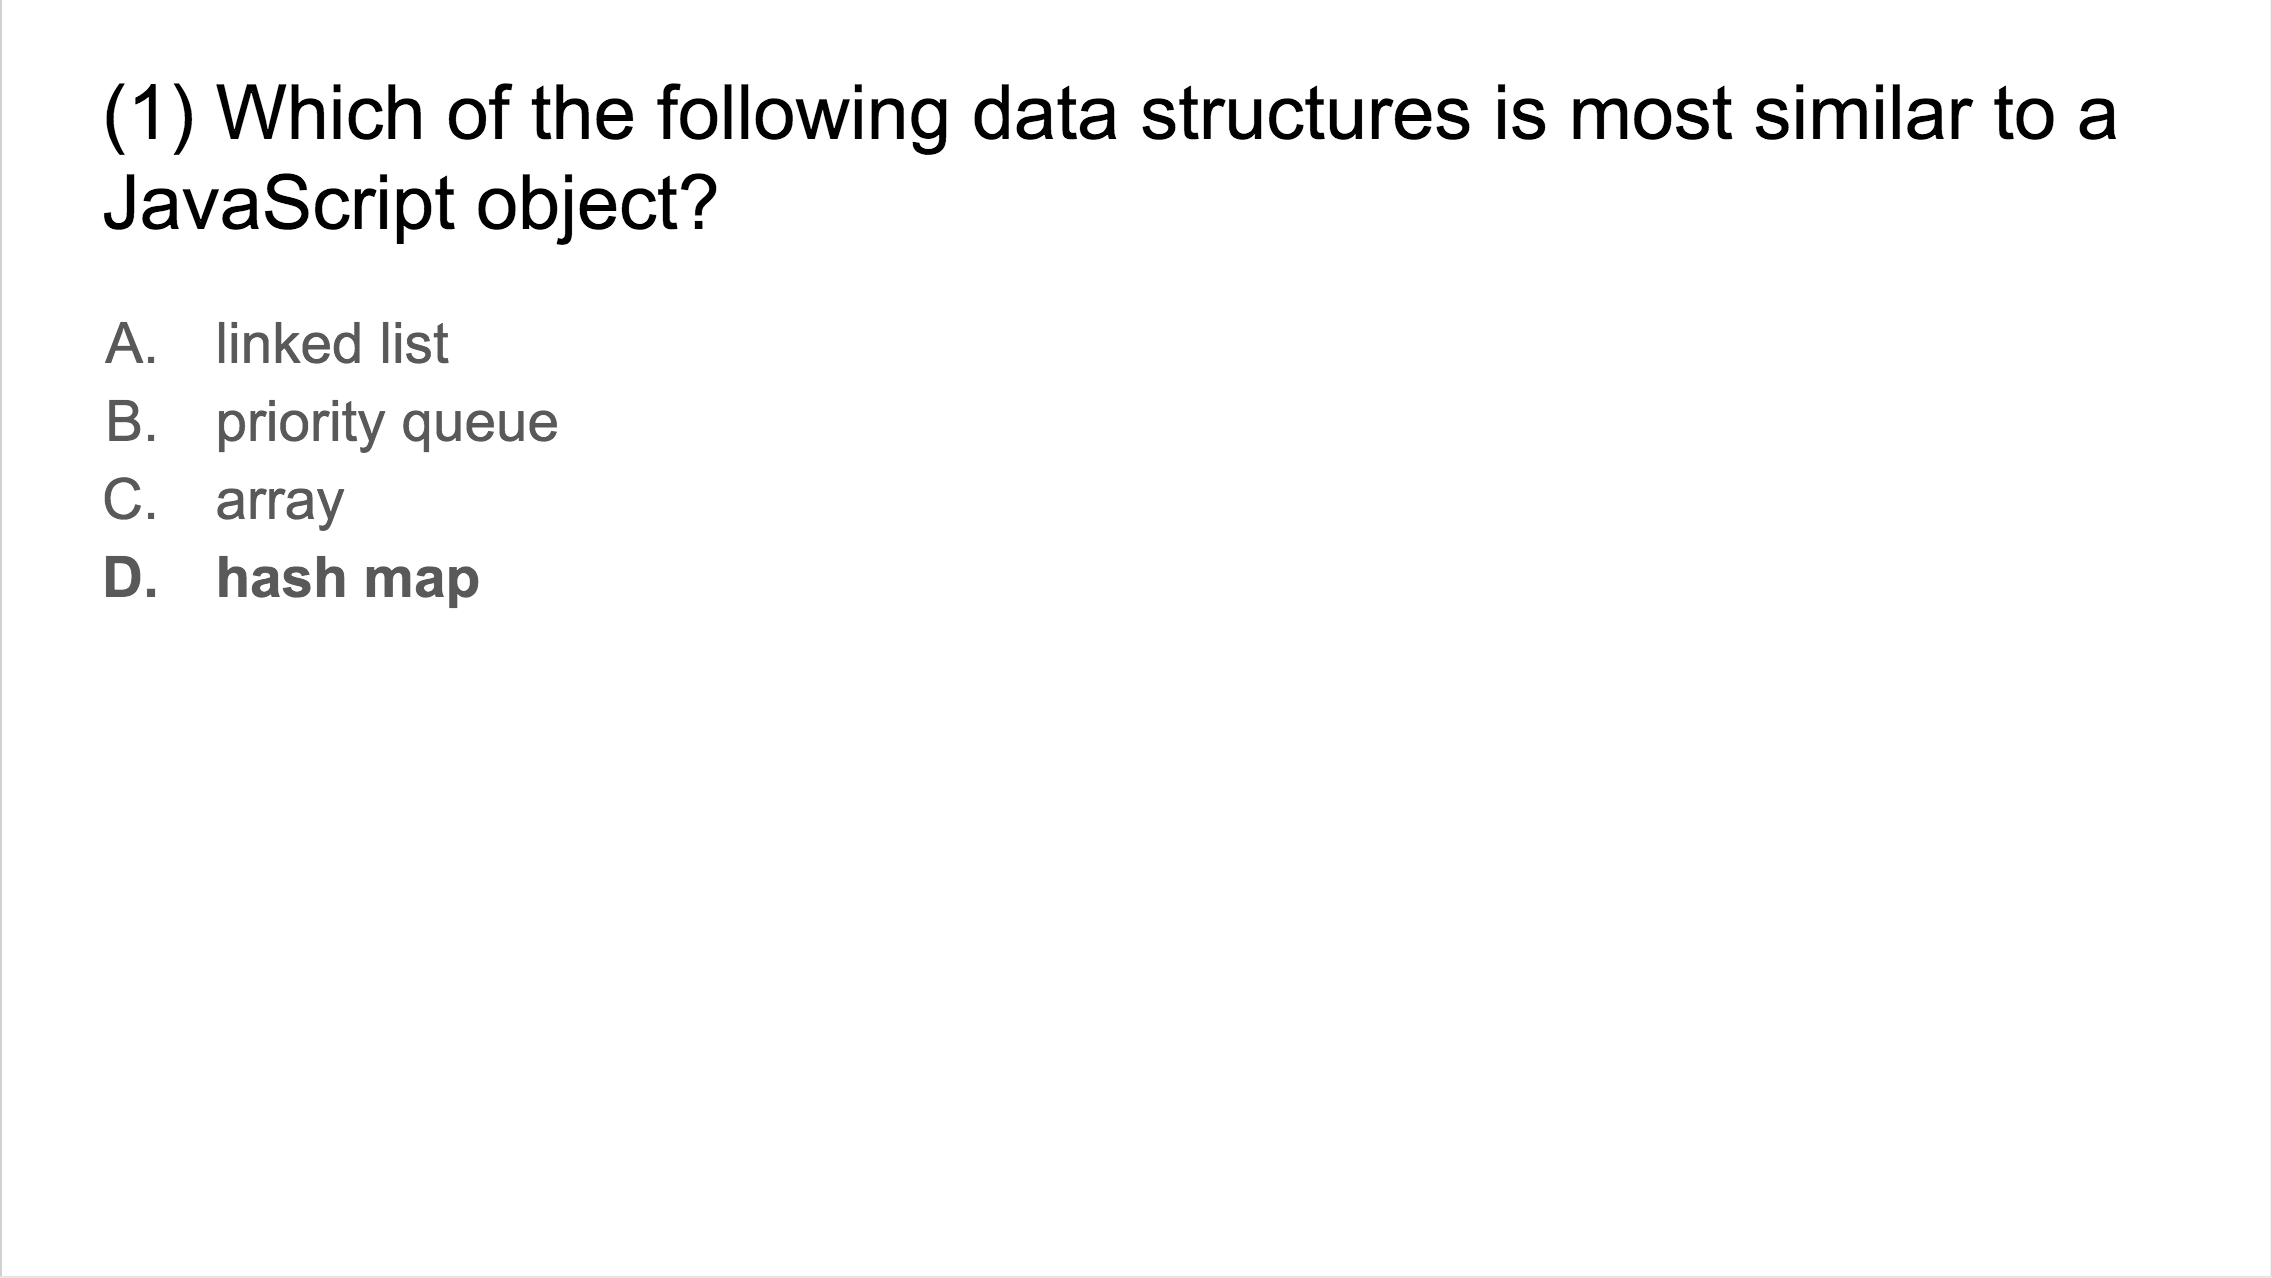 (1) Which of the following data structures is most similar to a
JavaScript object?
A. linked list
B. priority queue
C. array
D. hash map